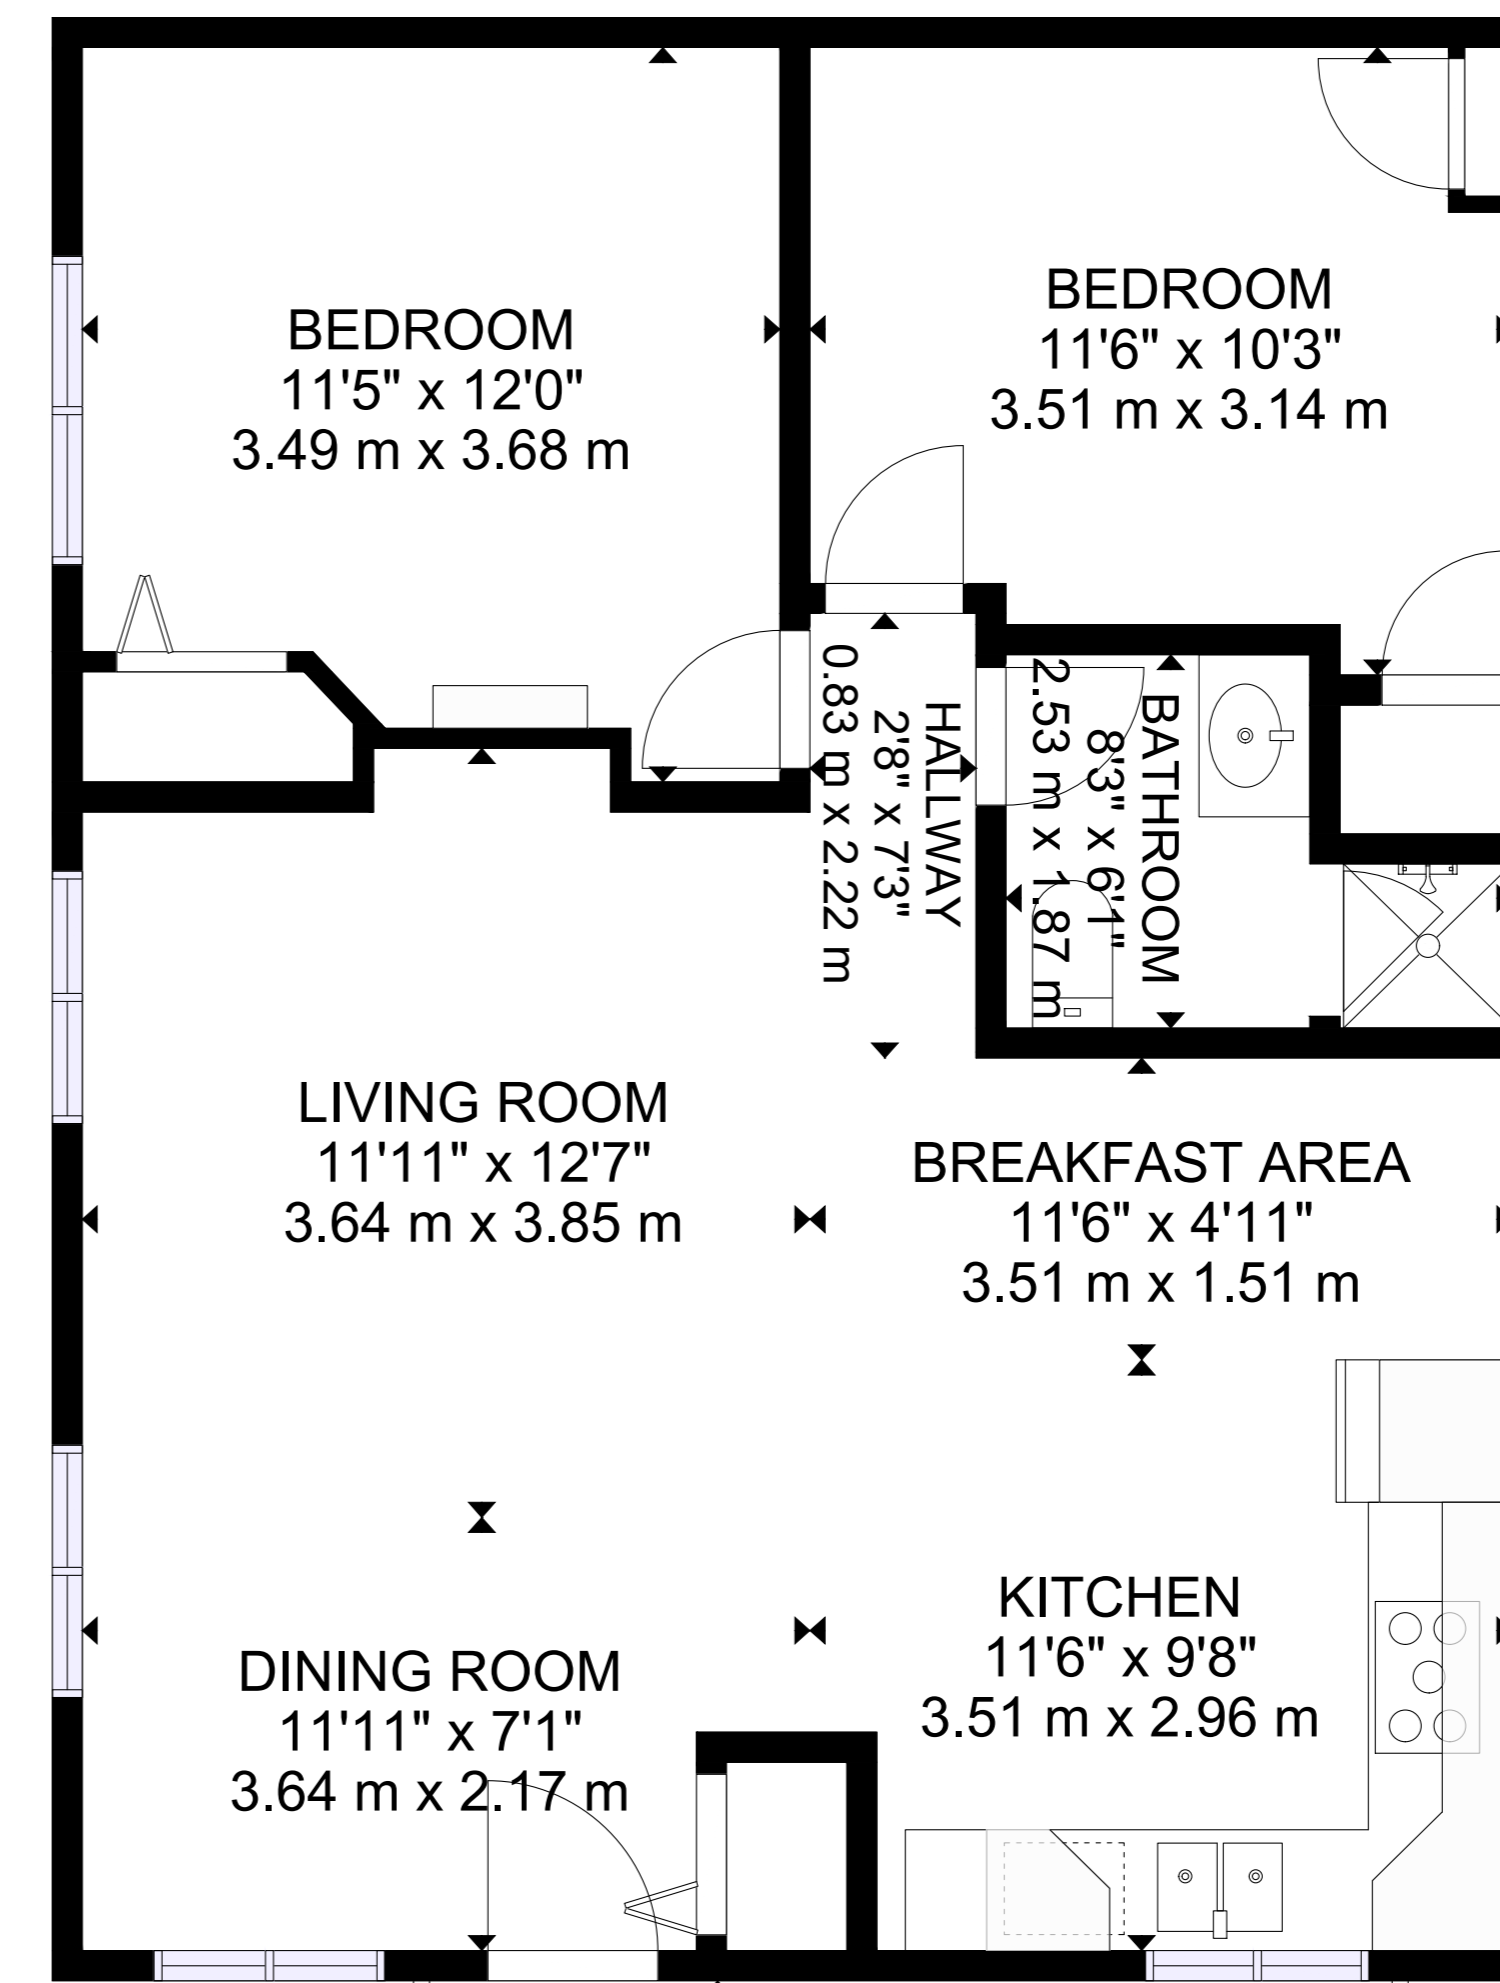 BEDROOM
11'5" x 12'0"
3.49 m x 3.68 m
BEDROOM
11'6" x 10'3"
3.51 m x 3.14 m
HALLWAY
2'8" x 7'3"
0.83 m x 2.22 m
BATHROOM
8'3" x 6'1"
2.53 m x 1.87 m
LIVING ROOM
11'11" x 12'7"
3.64 m x 3.85 m
BREAKFAST AREA
11'6" x 4'11"
3.51 m x 1.51 m
KITCHEN
11'6" x 9'8"
3.51 m x 2.96 m
DINING ROOM
11'11" x 7'1"
3.64 m x 2.17 m